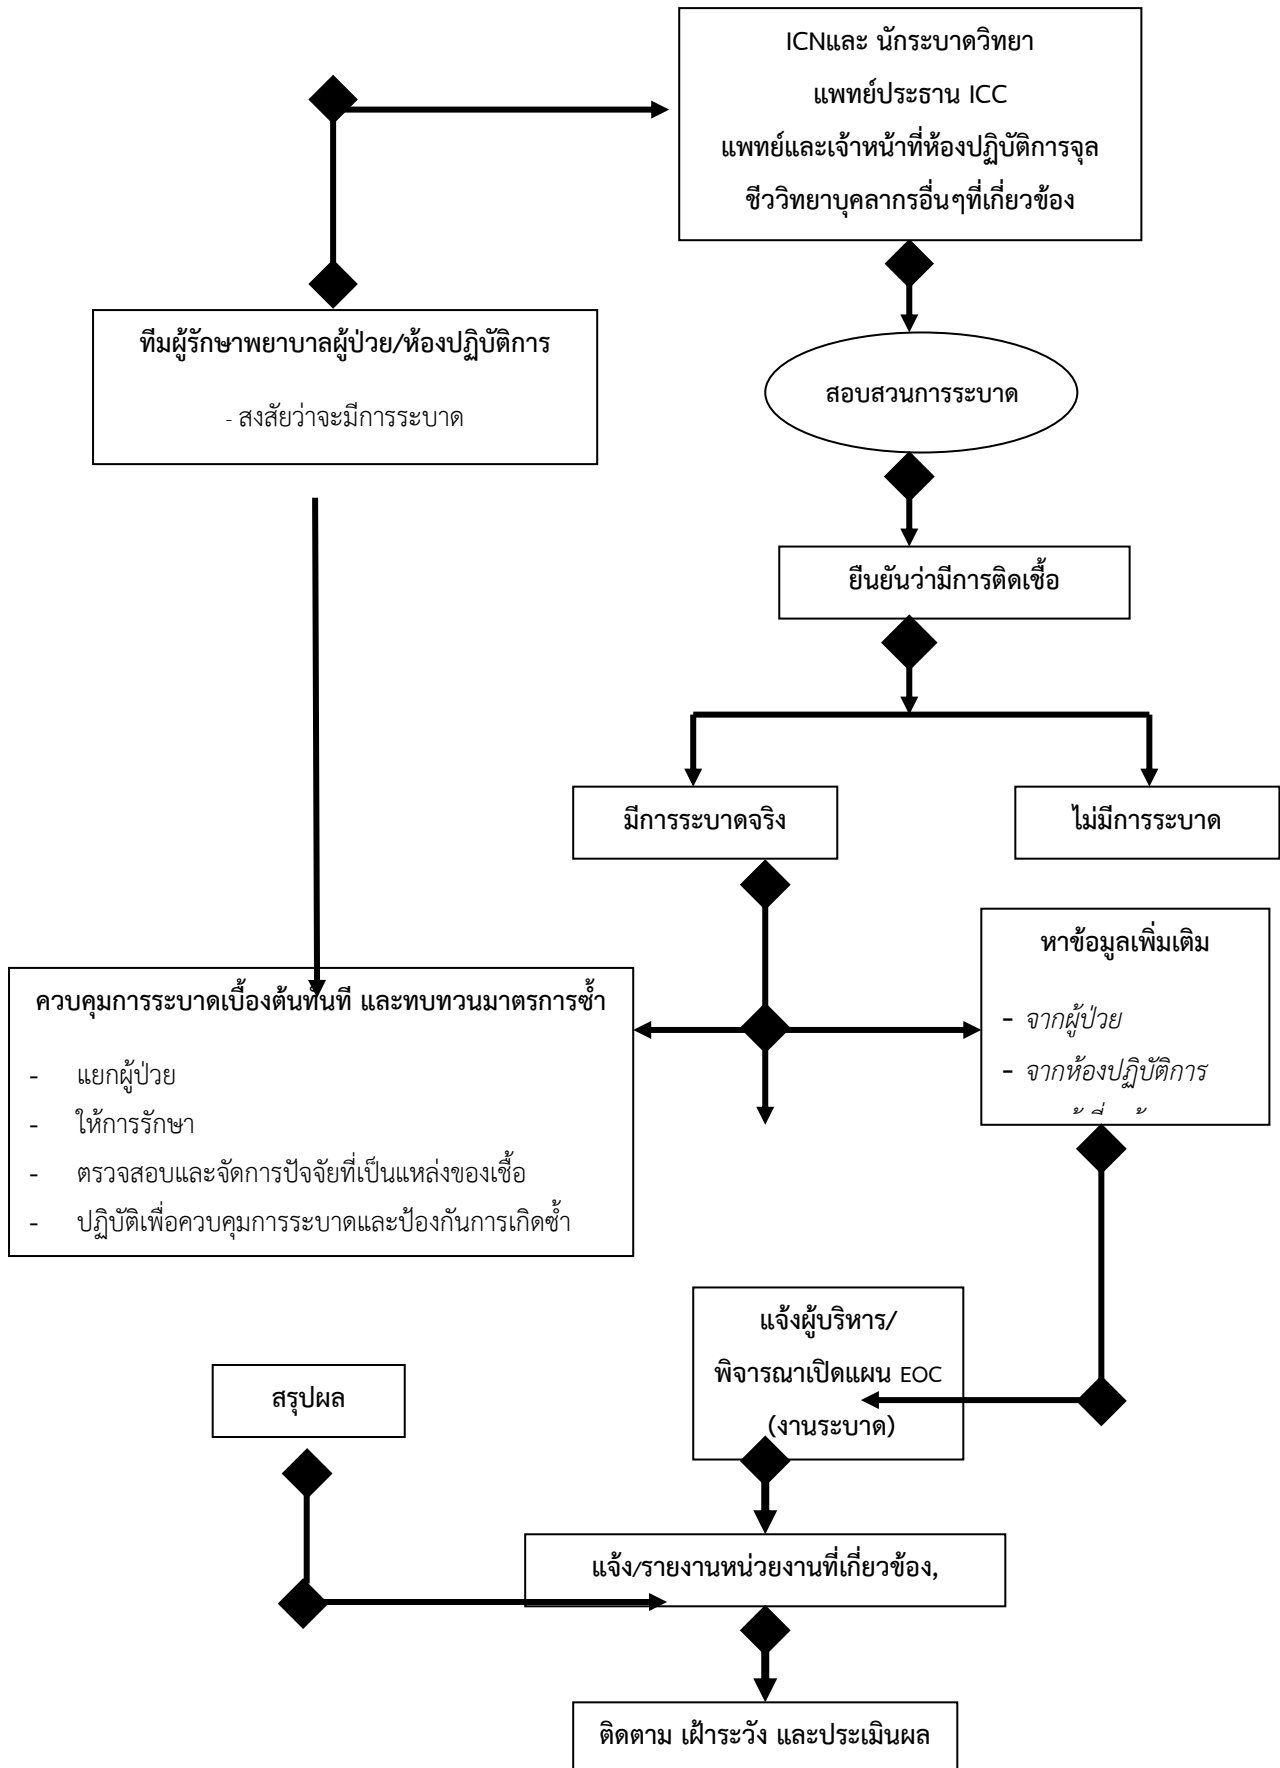 ICNและ นักระบาดวิทยา
แพทย์ประธาน ICC
แพทย์และเจ้าหน้าที่ห้องปฏิบัติการจุล
ชีววิทยาบุคลากรอื่นๆที่เกี่ยวข้อง
ทีมผู้รักษาพยาบาลผู้ป่วย/ห้องปฏิบัติการ
- สงสัยว่าจะมีการระบาด
สอบสวนการระบาด
ยืนยันว่ามีการติดเชื้อ
มีการระบาดจริง
ไม่มีการระบาด
หาข้อมูลเพิ่มเติม
- จากผู้ป่วย
- จากห้องปฏิบัติการ
ควบคุมการระบาดเบื้องต้นทันที และทบทวนมาตรการซ้ำ
- แยกผู้ป่วย
- ให้การรักษา
- ตรวจสอบและจัดการปัจจัยที่เป็นแหล่งของเชื้อ
- ปฏิบัติเพื่อควบคุมการระบาดและป้องกันการเกิดซ้ำ
แจ้งผู้บริหาร/
พิจารณาเปิดแผน EOC
(งานระบาด)
สรุปผล
แจ้ง/รายงานหน่วยงานที่เกี่ยวข้อง,
ติดตาม เฝ้าระวัง และประเมินผล